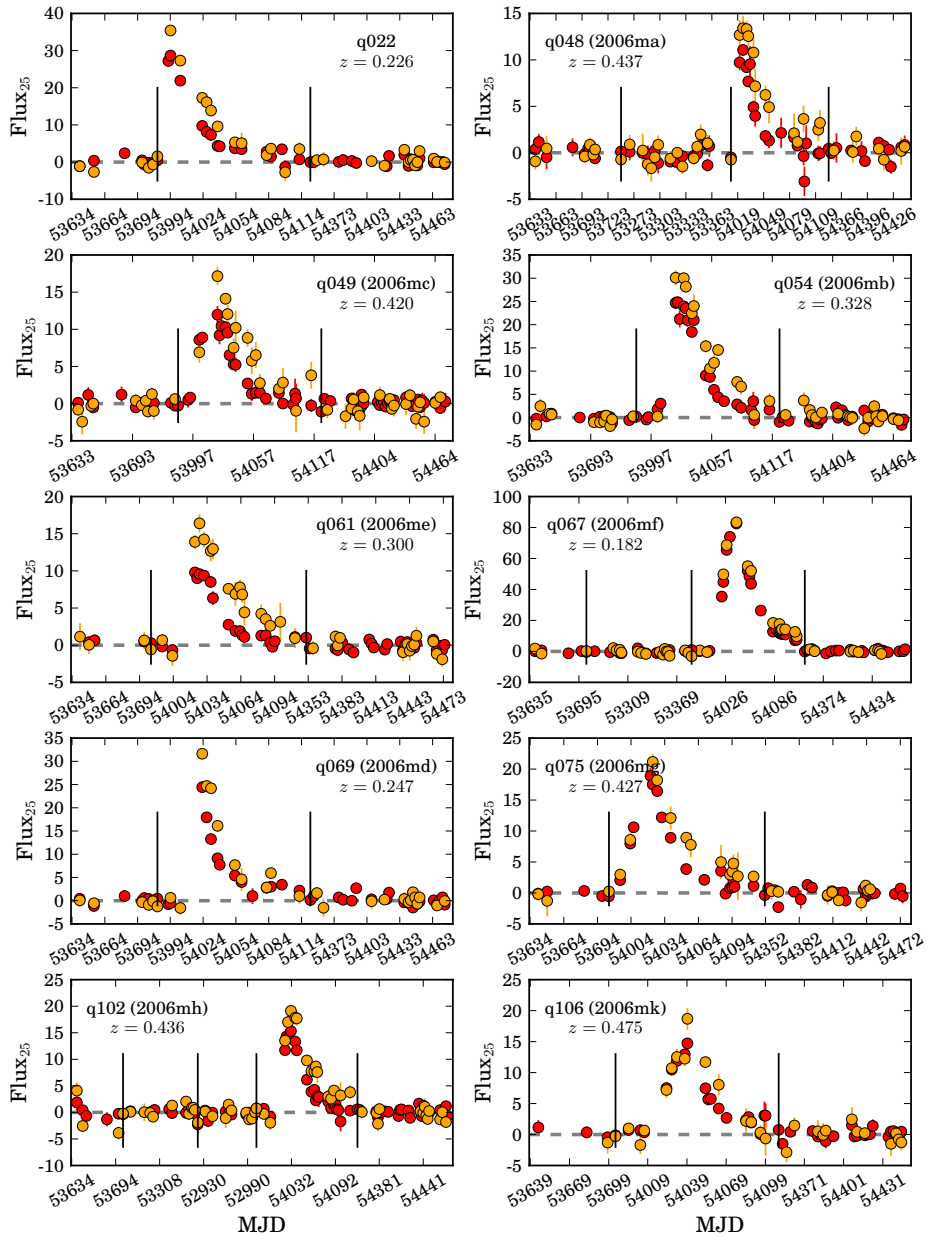 40
30
20
10
0
−10
Flux25
q022
z = 0.226
53634 53664 53694 53994 54024 54054 54084 54114 54373 54403 54433 54463
15
10
5
0
−5
Flux25
q048 (2006ma)
z = 0.437
53633 53663 53693 53723 53273 53303 53333 53363 54019 54049 54079 54109 54366 54396 54426
20
15
10
5
0
−5
Flux25
q049 (2006mc)
z = 0.420
53633 53693 53997 54057 54117 54404 54464
35
30
25
20
15
10
5
0
−5
Flux25
q054 (2006mb)
z = 0.328
53633 53693 53997 54057 54117 54404 54464
20
15
10
5
0
−5
Flux25
q061 (2006me)
z = 0.300
53634 53664 53694 54004 54034 54064 54094 54353 54383 54413 54443 54473
100
80
60
40
20
0
−20
Flux25
q067 (2006mf)
z = 0.182
53635 53695 53309 53369 54026 54086 54374 54434
35
30
25
20
15
10
5
0
−5
Flux25
q069 (2006md)
z = 0.247
53634 53664 53694 53994 54024 54054 54084 54114 54373 54403 54433 54463
25
20
15
10
5
0
−5
Flux25
q075 (2006mg)
z = 0.427
53634 53664 53694 54004 54034 54064 54094 54352 54382 54412 54442 54472
25
20
15
10
5
0
−5
−10
Flux25
q102 (2006mh)
z = 0.436
53634 53694 53308 52930 52990 54032 54092 54381 54441
MJD
25
20
15
10
5
0
−5
Flux25
q106 (2006mk)
z = 0.475
53639 53669 53699 54009 54039 54069 54099 54371 54401 54431
MJD